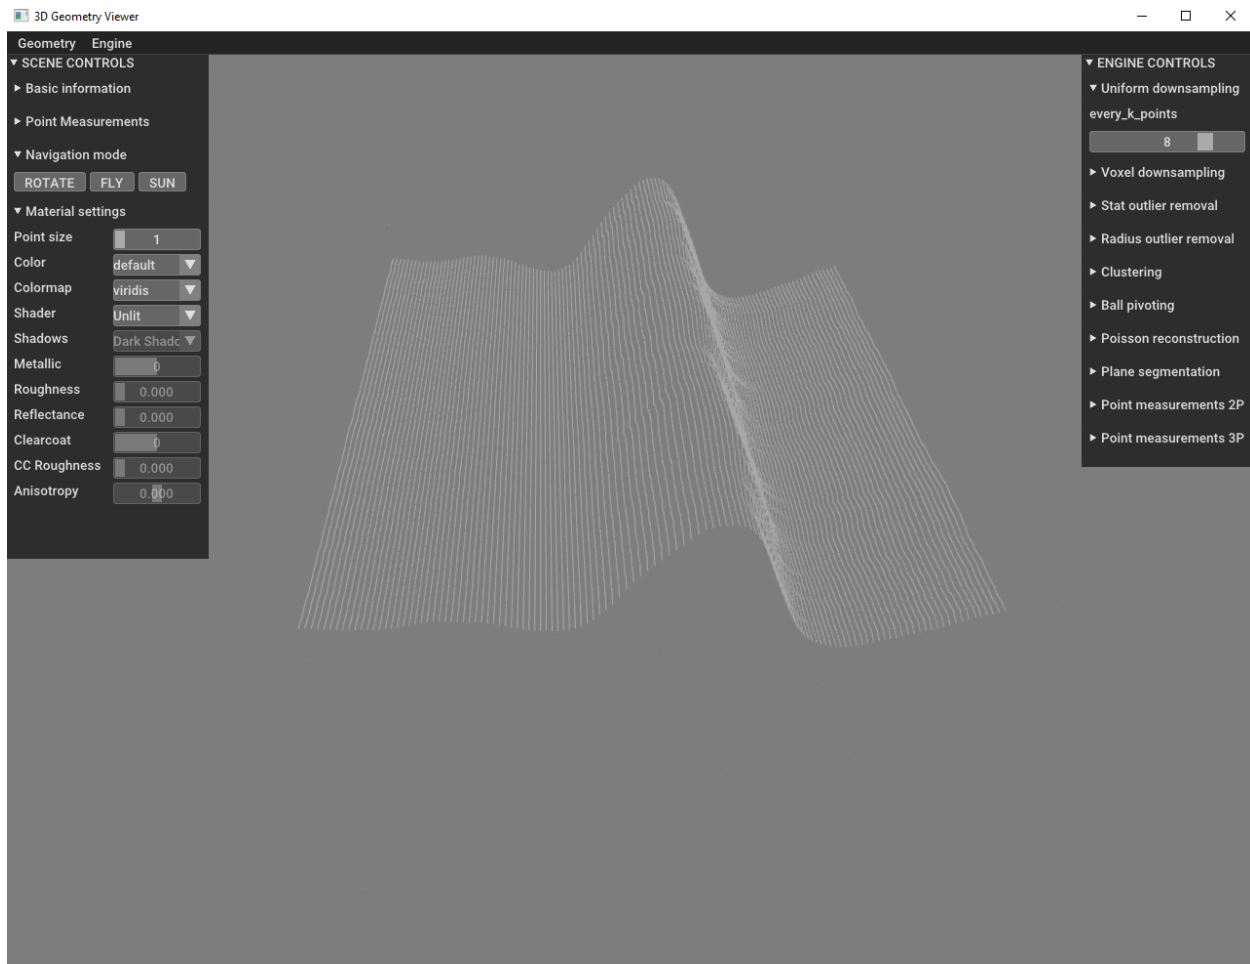 3D Geometry Viewer
Geometry Engine
SCENE CONTROLS
Basic information
Point Measurements
Navigation mode
ROTATE FLY SUN
Material settings
Point size 1
Color default
Colormap viridis
Shader Unlit
Shadows Dark Shadc
Metallic 0
Roughness 0.000
Reflectance 0.000
Clearcoat 0
CC Roughness 0.000
Anisotropy 0.000
ENGINE CONTROLS
Uniform downsampling
every_k_points
8
Voxel downsampling
Stat outlier removal
Radius outlier removal
Clustering
Ball pivoting
Poisson reconstruction
Plane segmentation
Point measurements 2P
Point measurements 3P